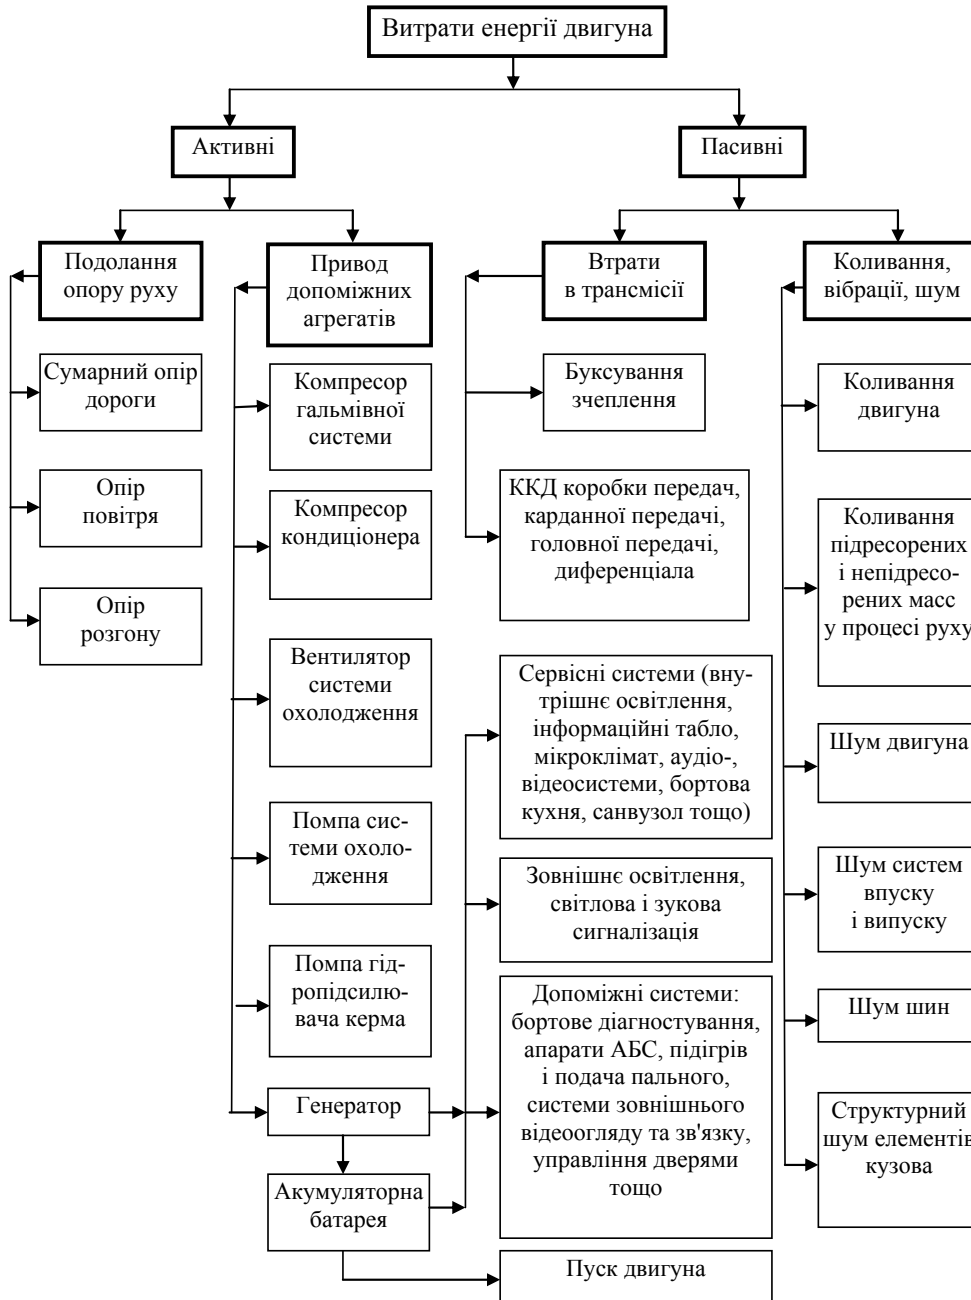 Витрати енергії двигуна
Активні
Пасивні
Подолання
опору руху
Привод
допоміжних
агрегатів
Втрати
в трансмісії
Коливання,
вібрації, шум
Сумарний опір
дороги
Опір
повітря
Опір
розгону
Компресор
гальмівної
системи
Компресор
кондиціонера
Вентилятор
системи
охолодження
Помпа сис-
теми охоло-
дження
Помпа гід-
ропідсилю-
вача керма
Генератор
Акумуляторна
батарея
Буксування
зчеплення
ККД коробки передач,
карданної передачі,
головної передачі,
диференціала
Сервісні системи (вну-
трішнє освітлення,
інформаційні табло,
мікроклімат, аудіо-,
відеосистеми, бортова
кухня, санвузол тощо)
Зовнішнє освітлення,
світлова і зукова
сигналізація
Допоміжні системи:
бортове діагностування,
апарати АБС, підігрів
і подача пального,
системи зовнішнього
відеоогляду та зв'язку,
управління дверями
тощо
Пуск двигуна
Коливання
двигуна
Коливання
підресорених
і непідресо-
рених масс
у процесі руху
Шум двигуна
Шум систем
впуску
і випуску
Шум шин
Структурний
шум елементів
кузова